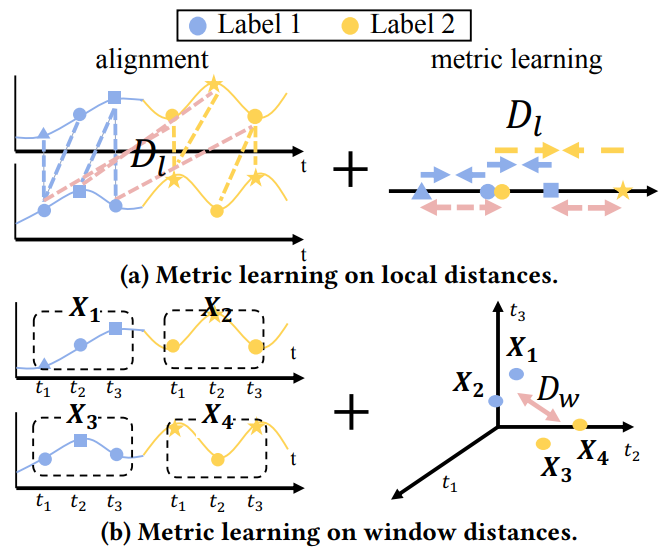 Label 1 Label 2
alignment metric learning
D_l D_l
t
+
t
(a) Metric learning on local distances.
X_1 X_2
t
t_1 t_2 t_3 t_1 t_2 t_3
X_3 X_4
t
t_1 t_2 t_3 t_1 t_2 t_3
+
t_3
X_1
X_2 D_w
X_3 X_4 t_2
t_1
(b) Metric learning on window distances.